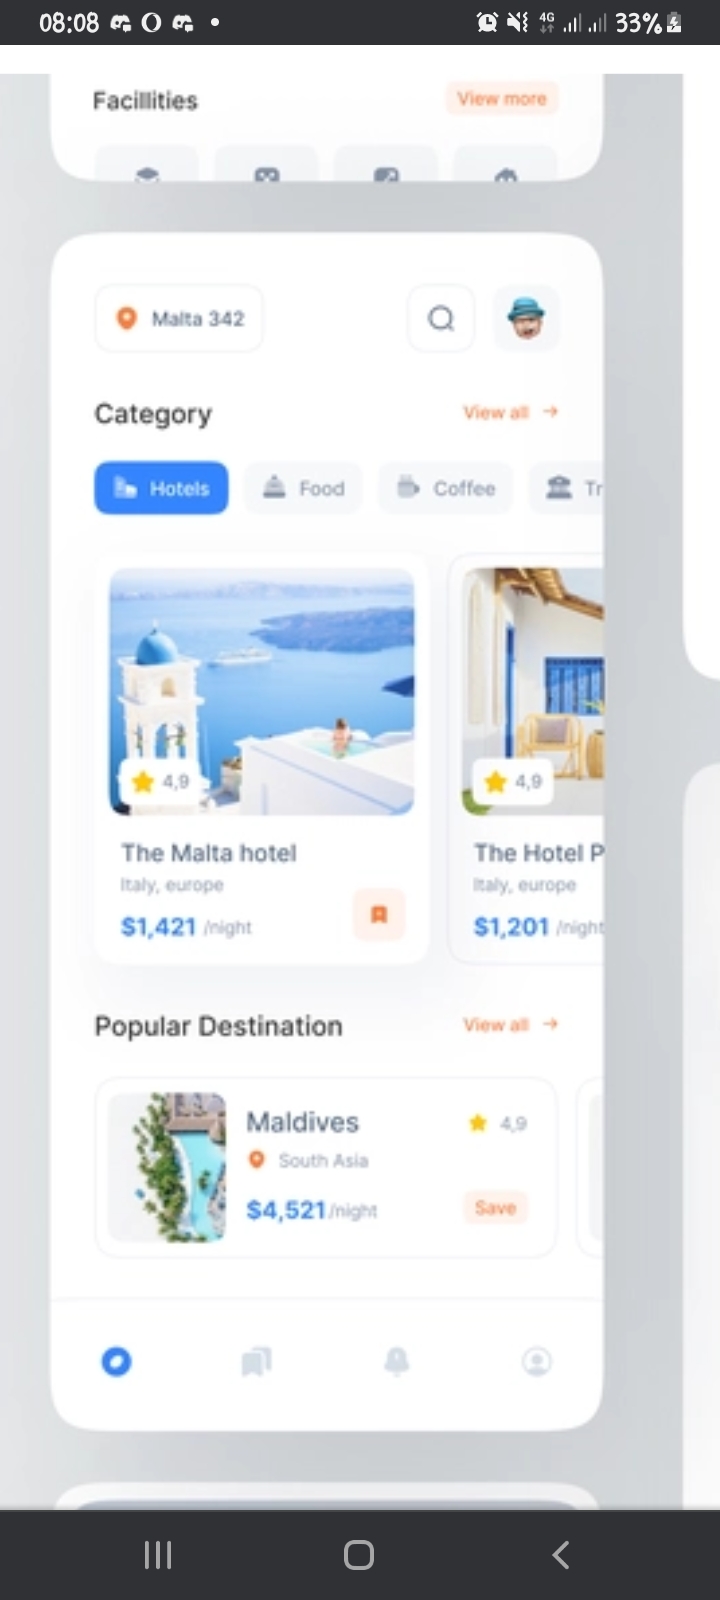 08:08
4G
33%
Facillities
View more
Malta 342
Category
View all
Hotels
Food
Coffee
Tr
4,9
4,9
The Malta hotel
The Hotel P
Italy, europe
Italy, europe
$1,421 /night
$1,201 /night
Popular Destination
View all
Maldives
4,9
South Asia
$4,521/night
Save